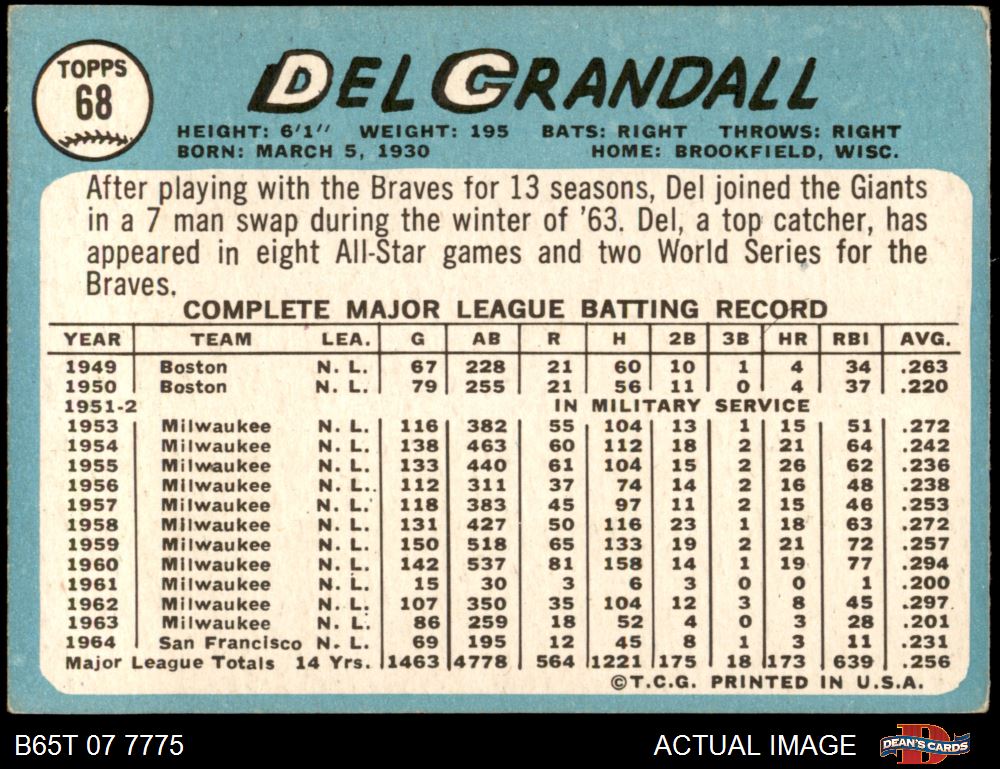 TOPPS
68
DEL CRANDALL
HEIGHT: 6'1" WEIGHT: 195 BATS: RIGHT THROWS: RIGHT
BORN: MARCH 5, 1930 HOME: BROOKFIELD, WISC.
After playing with the Braves for 13 seasons, Del joined the Giants
in a 7 man swap during the winter of '63. Del, a top catcher, has
appeared in eight All-Star games and two World Series for the
Braves.
COMPLETE MAJOR LEAGUE BATTING RECORD
YEAR TEAM LEA. G AB R H 2B 3B HR RBI AVG.
1949 Boston N. L. 67 228 21 60 10 1 4 34 .263
1950 Boston N. L. 79 255 21 56 11 0 4 37 .220
1951-2 IN MILITARY SERVICE
1953 Milwaukee N. L. 116 382 55 104 13 1 15 51 .272
1954 Milwaukee N. L. 138 463 60 112 18 2 21 64 .242
1955 Milwaukee N. L. 133 440 61 104 15 2 26 62 .236
1956 Milwaukee N. L. 112 311 37 74 14 2 16 48 .238
1957 Milwaukee N. L. 118 383 45 97 11 2 15 46 .253
1958 Milwaukee N. L. 131 427 50 116 23 1 18 63 .272
1959 Milwaukee N. L. 150 518 65 133 19 2 21 72 .257
1960 Milwaukee N. L. 142 537 81 158 14 1 19 77 .294
1961 Milwaukee N. L. 15 30 3 6 3 0 0 1 .200
1962 Milwaukee N. L. 107 350 35 104 12 3 8 45 .297
1963 Milwaukee N. L. 86 259 18 52 4 0 3 28 .201
1964 San Francisco N. L. 69 195 12 45 8 1 3 11 .231
Major League Totals 14 Yrs. 1463 4778 564 1221 175 18 173 639 .256
©T.C.G. PRINTED IN U.S.A.
B65T 07 7775 ACTUAL IMAGE DEAN'S CARDS